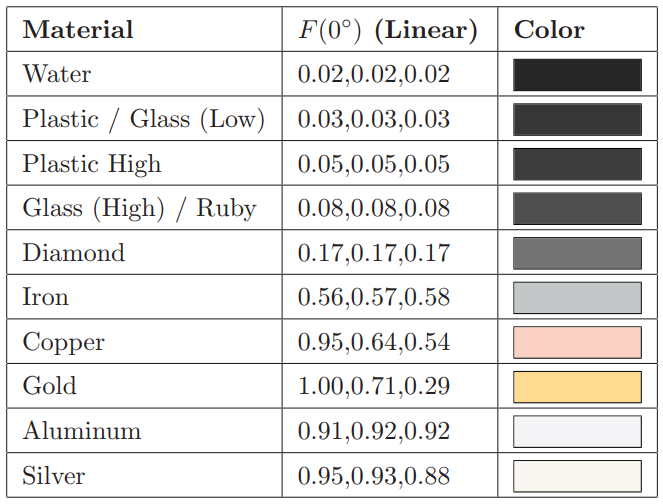 Material F(0°) (Linear) Color
Water 0.02,0.02,0.02
Plastic / Glass (Low) 0.03,0.03,0.03
Plastic High 0.05,0.05,0.05
Glass (High) / Ruby 0.08,0.08,0.08
Diamond 0.17,0.17,0.17
Iron 0.56,0.57,0.58
Copper 0.95,0.64,0.54
Gold 1.00,0.71,0.29
Aluminum 0.91,0.92,0.92
Silver 0.95,0.93,0.88